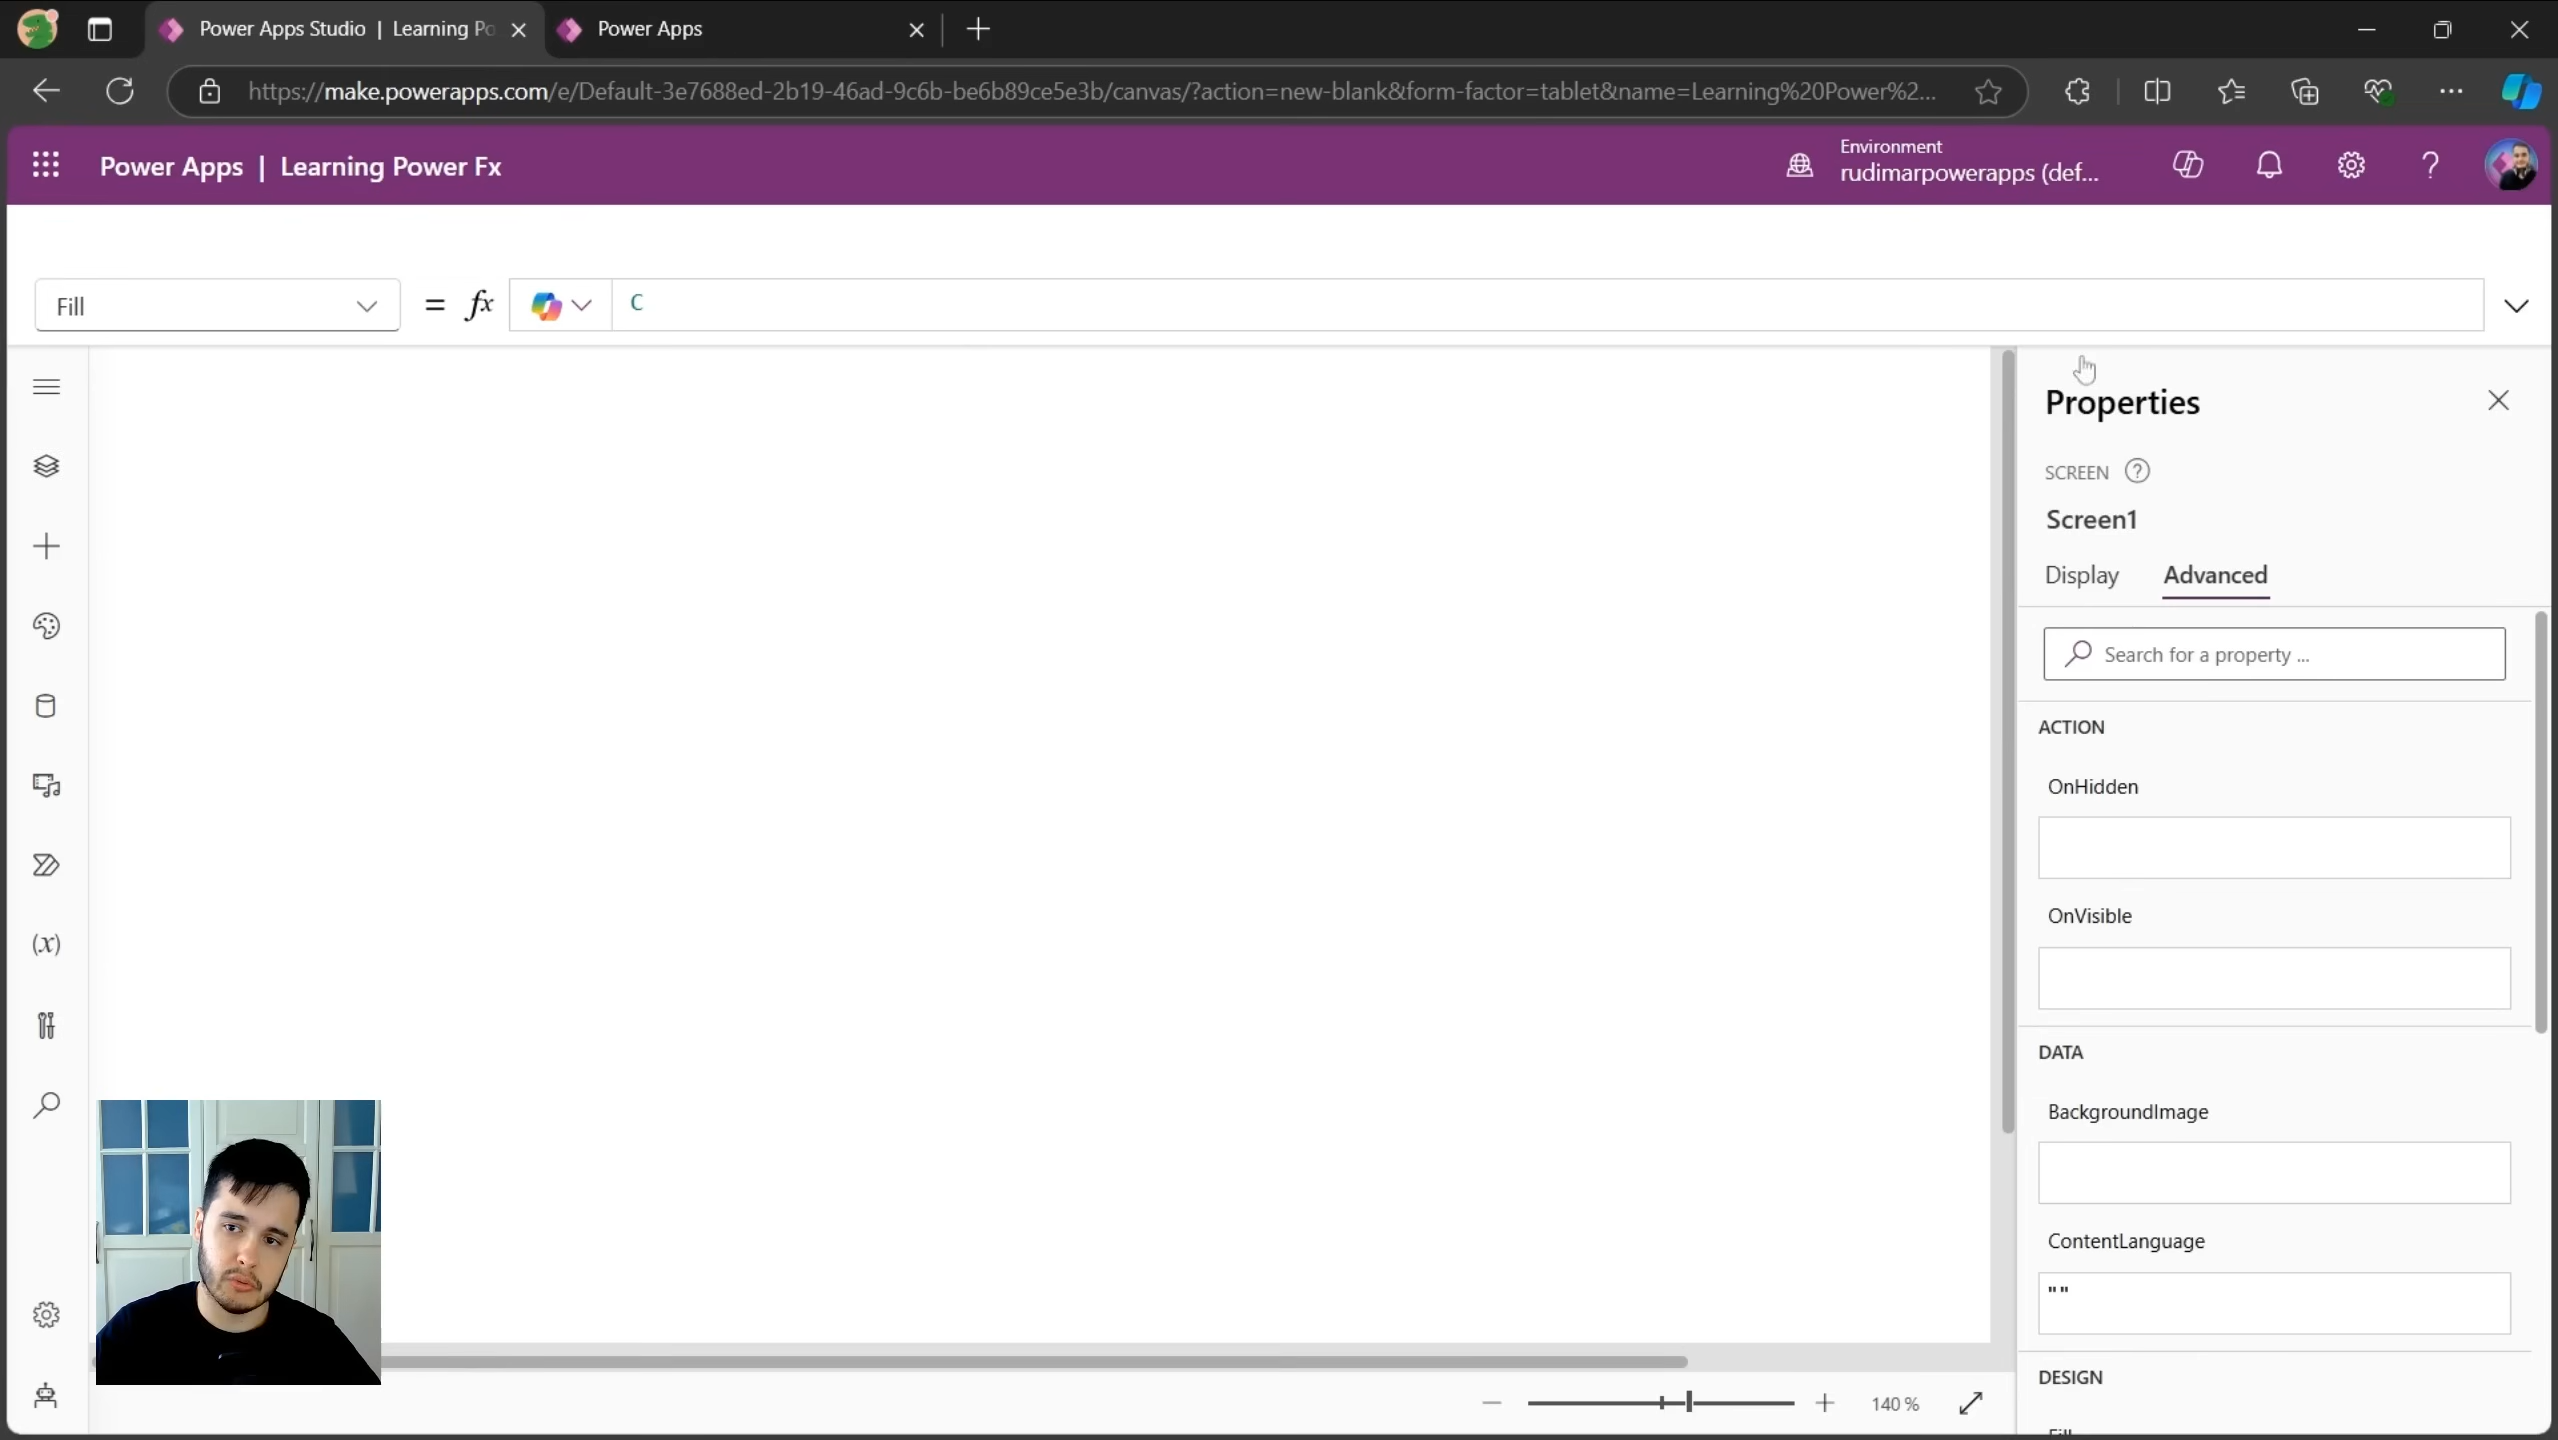 Power Apps Studio | Learning Po
Power Apps
https://make.powerapps.com/e/Default-3e7688ed-2b19-46ad-9c6b-be6b89ce5e3b/canvas/?action=new-blank&form-factor=tablet&name=Learning%20Power%2...
Power Apps | Learning Power Fx
Environment
rudimarpowerapps (def...
Fill
= fx
C
Properties
SCREEN
Screen1
Display
Advanced
Search for a property ...
ACTION
OnHidden
OnVisible
DATA
BackgroundImage
ContentLanguage
""
DESIGN
Fill
(x)
140 %